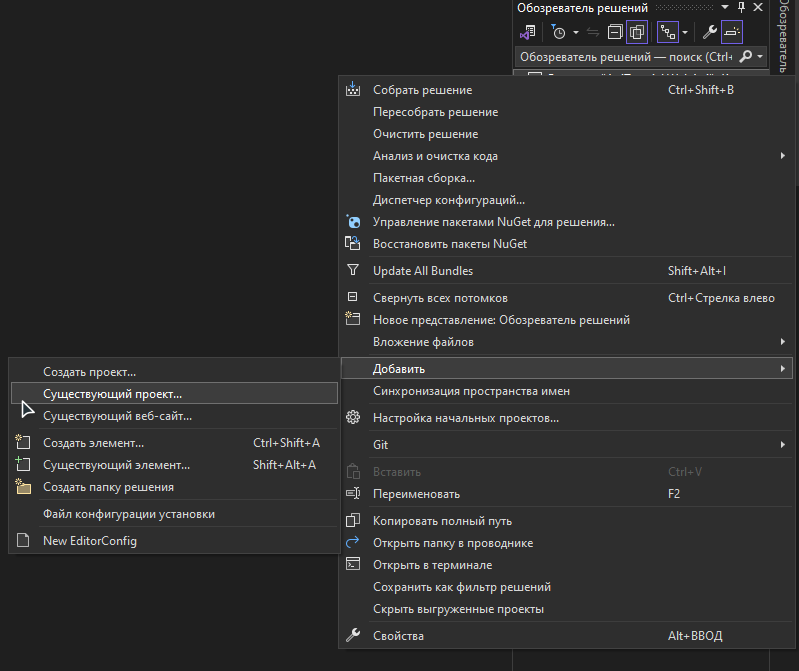 Обозреватель решений
Обозреватель решений — поиск (Ctrl+
Обозреватель
Собрать решение Ctrl+Shift+B
Пересобрать решение
Очистить решение
Анализ и очистка кода
Пакетная сборка...
Диспетчер конфигураций...
Управление пакетами NuGet для решения...
Восстановить пакеты NuGet
Update All Bundles Shift+Alt+I
Свернуть всех потомков Ctrl+Стрелка влево
Новое представление: Обозреватель решений
Вложение файлов
Добавить
Синхронизация пространства имен
Настройка начальных проектов...
Git
Вставить Ctrl+V
Переименовать F2
Копировать полный путь
Открыть папку в проводнике
Открыть в терминале
Сохранить как фильтр решений
Скрыть выгруженные проекты
Свойства Alt+ВВОД
Создать проект...
Существующий проект...
Существующий веб-сайт...
Создать элемент... Ctrl+Shift+A
Существующий элемент... Shift+Alt+A
Создать папку решения
Файл конфигурации установки
New EditorConfig